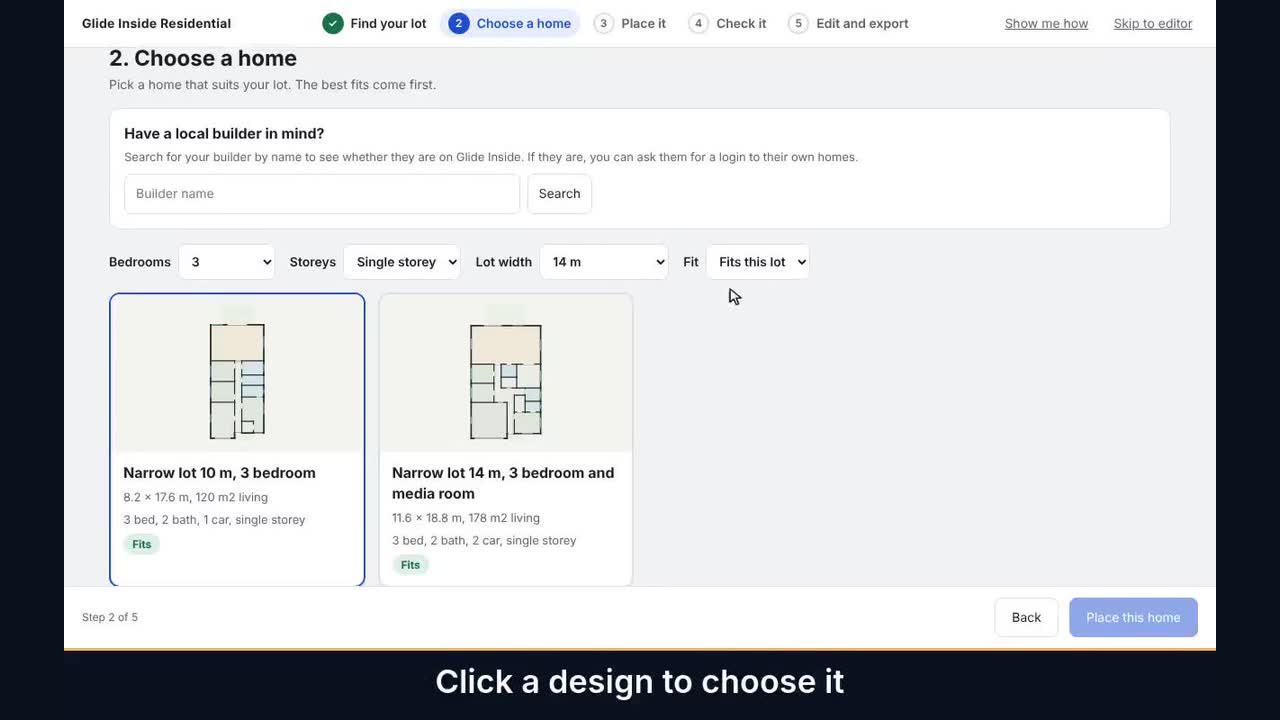 Glide Inside Residential
Find your lot
2 Choose a home
3 Place it
4 Check it
5 Edit and export
Show me how
Skip to editor
2. Choose a home
Pick a home that suits your lot. The best fits come first.
Have a local builder in mind?
Search for your builder by name to see whether they are on Glide Inside. If they are, you can ask them for a login to their own homes.
Builder name
Search
Bedrooms 3
Storeys Single storey
Lot width 14 m
Fit Fits this lot
Narrow lot 10 m, 3 bedroom
8.2 × 17.6 m, 120 m2 living
3 bed, 2 bath, 1 car, single storey
Fits
Narrow lot 14 m, 3 bedroom and
media room
11.6 × 18.8 m, 178 m2 living
3 bed, 2 bath, 2 car, single storey
Fits
Step 2 of 5
Back
Place this home
Click a design to choose it